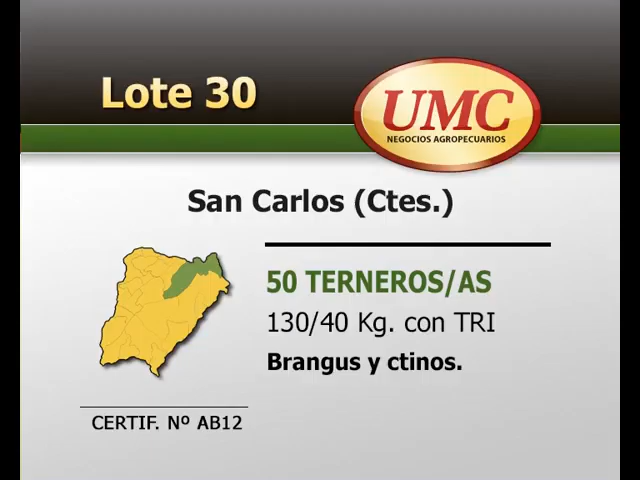 Lote 30
UMC
NEGOCIOS AGROPECUARIOS
San Carlos (Ctes.)
50 TERNEROS/AS
130/40 Kg. con TRI
Brangus y ctinos.
CERTIF. Nº AB12